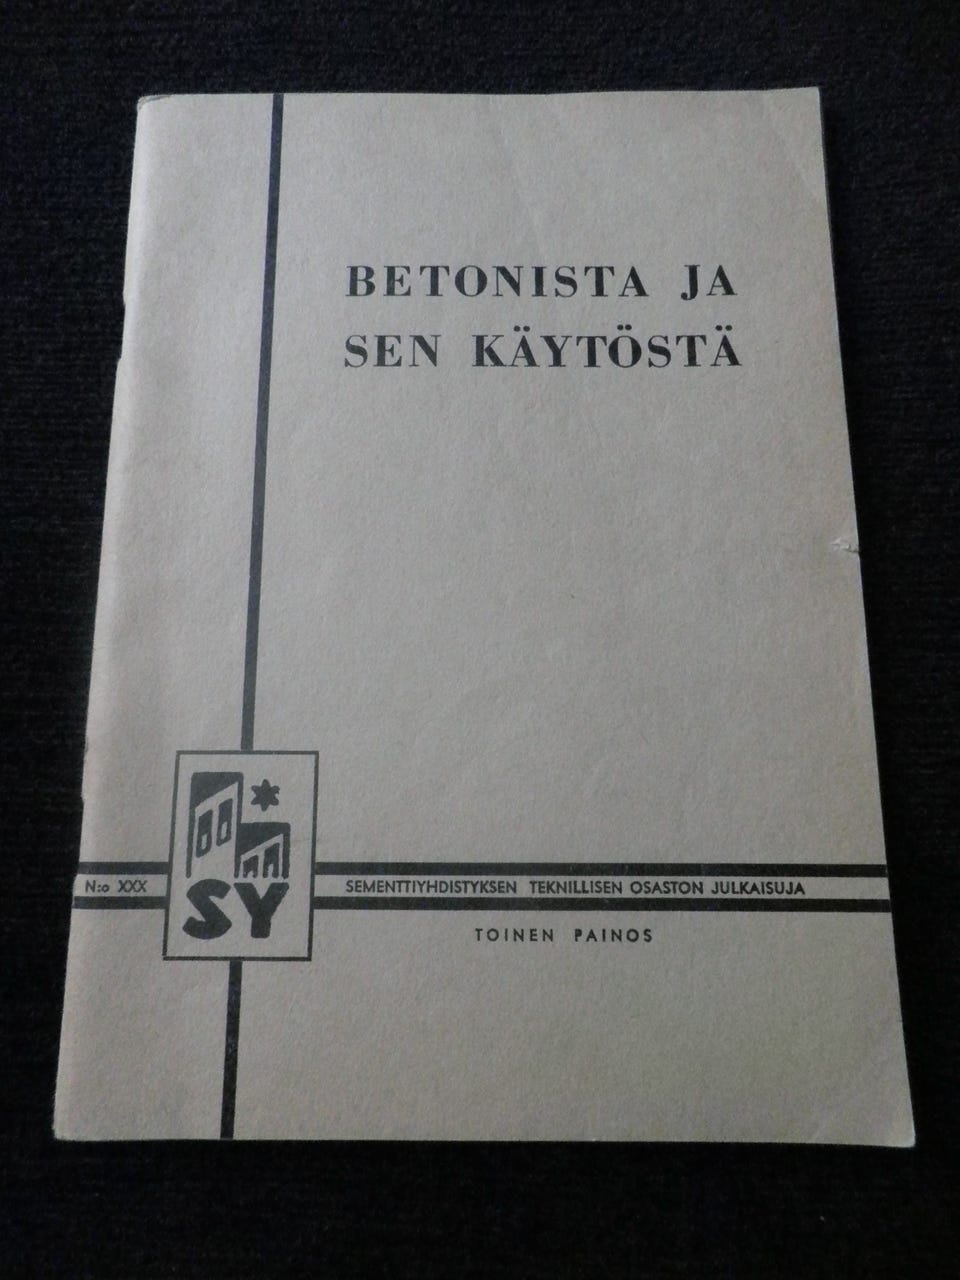 BETONISTA JA
SEN KÄYTÖSTÄ
N:o XXX
SY
SEMENTTIYHDISTYKSEN TEKNILLISEN OSASTON JULKAISUJA
TOINEN PAINOS